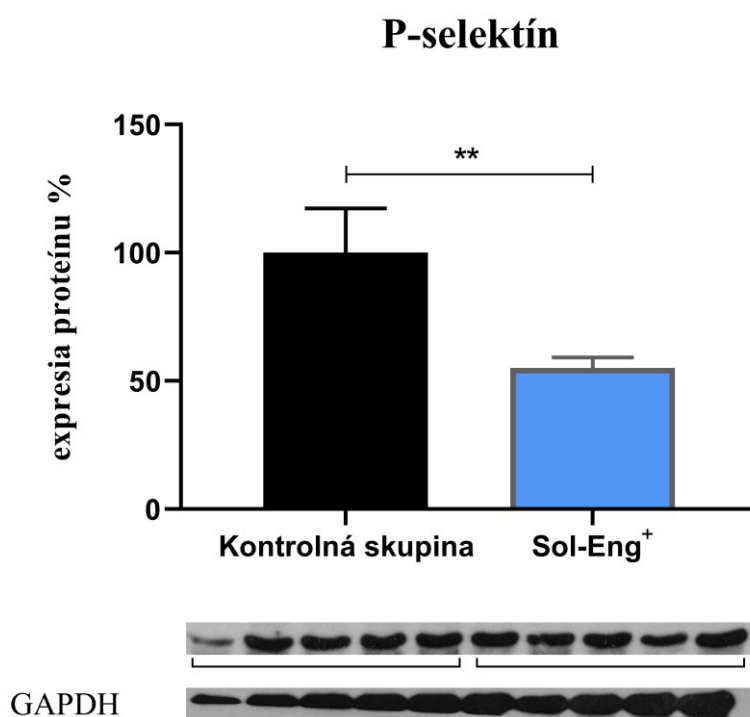 P-selektín
expresia proteínu %
150
**
100
50
0
Kontrolná skupina
Sol-Eng⁺
GAPDH